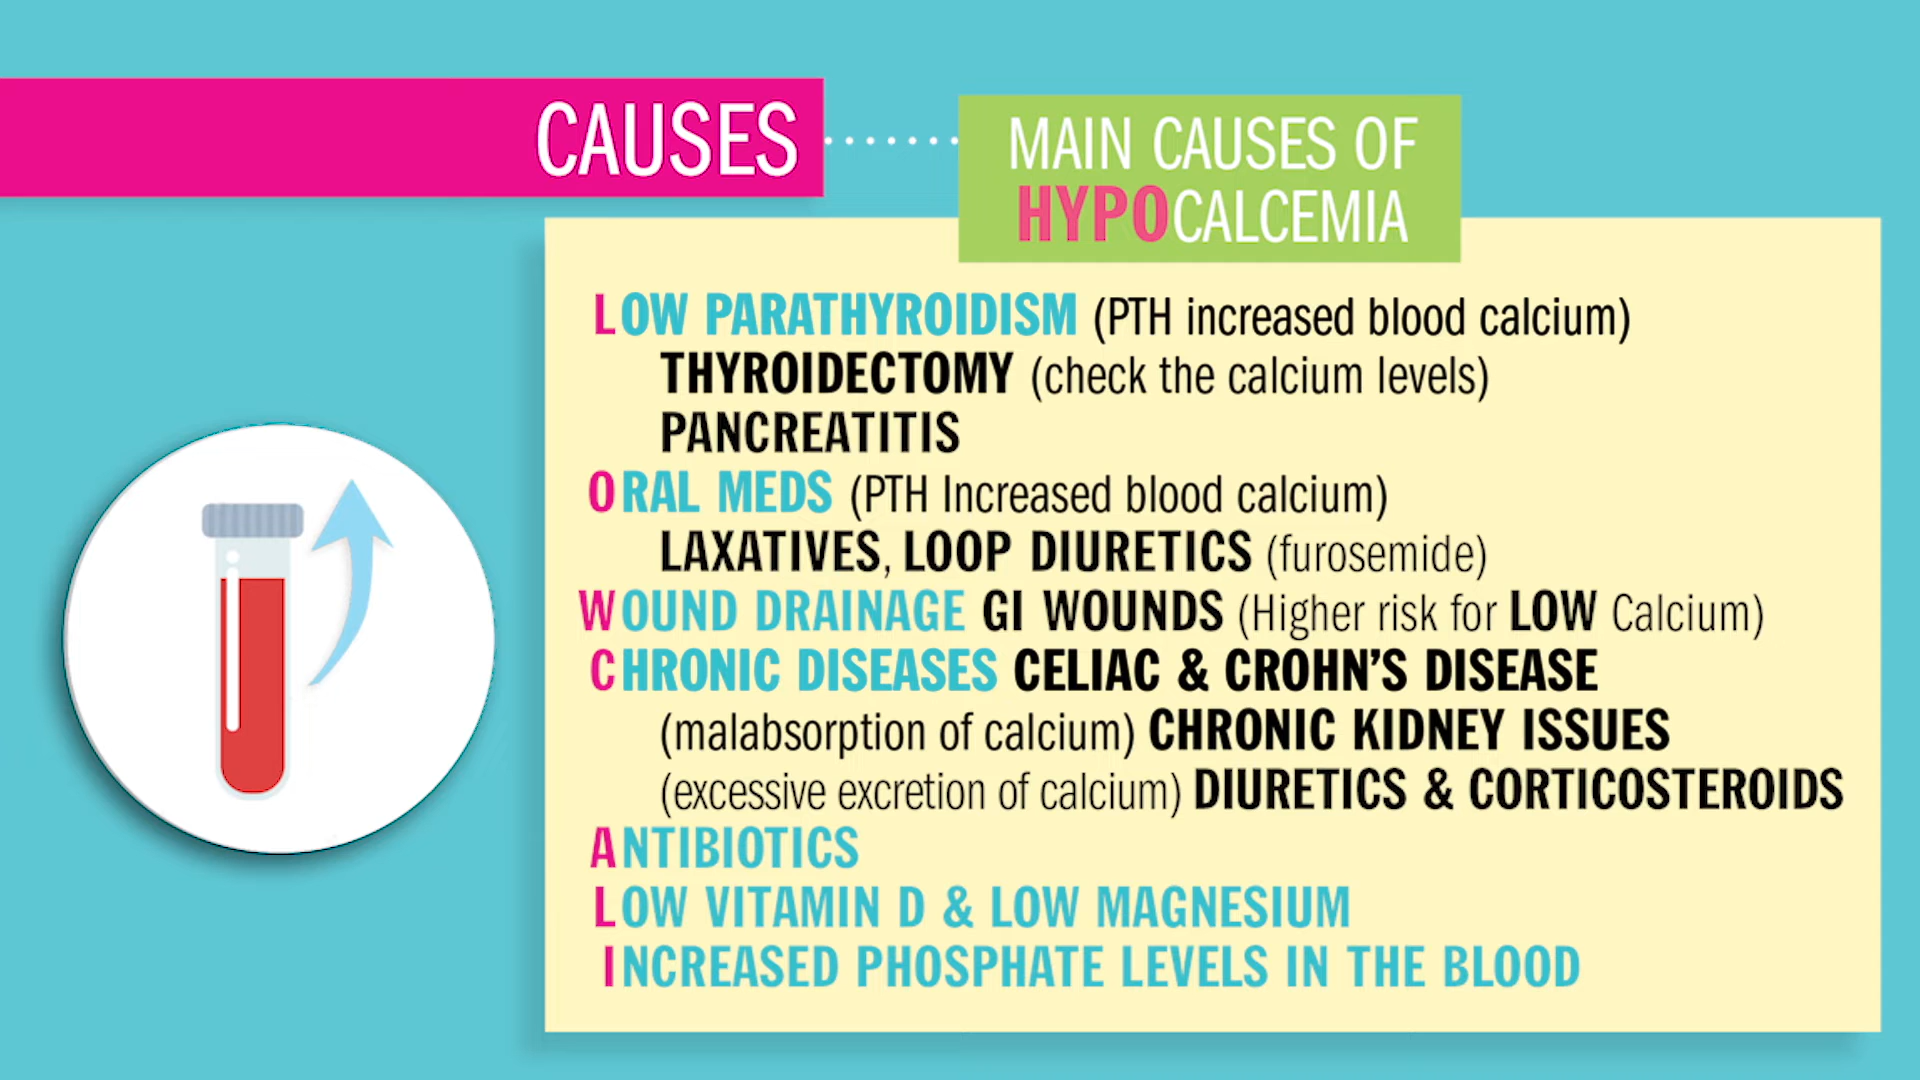 CAUSES
MAIN CAUSES OF
HYPOCALCEMIA
LOW PARATHYROIDISM (PTH increased blood calcium)
THYROIDECTOMY (check the calcium levels)
PANCREATITIS
ORAL MEDS (PTH Increased blood calcium)
LAXATIVES, LOOP DIURETICS (furosemide)
WOUND DRAINAGE GI WOUNDS (Higher risk for LOW Calcium)
CHRONIC DISEASES CELIAC & CROHN'S DISEASE
(malabsorption of calcium) CHRONIC KIDNEY ISSUES
(excessive excretion of calcium) DIURETICS & CORTICOSTEROIDS
ANTIBIOTICS
LOW VITAMIN D & LOW MAGNESIUM
INCREASED PHOSPHATE LEVELS IN THE BLOOD